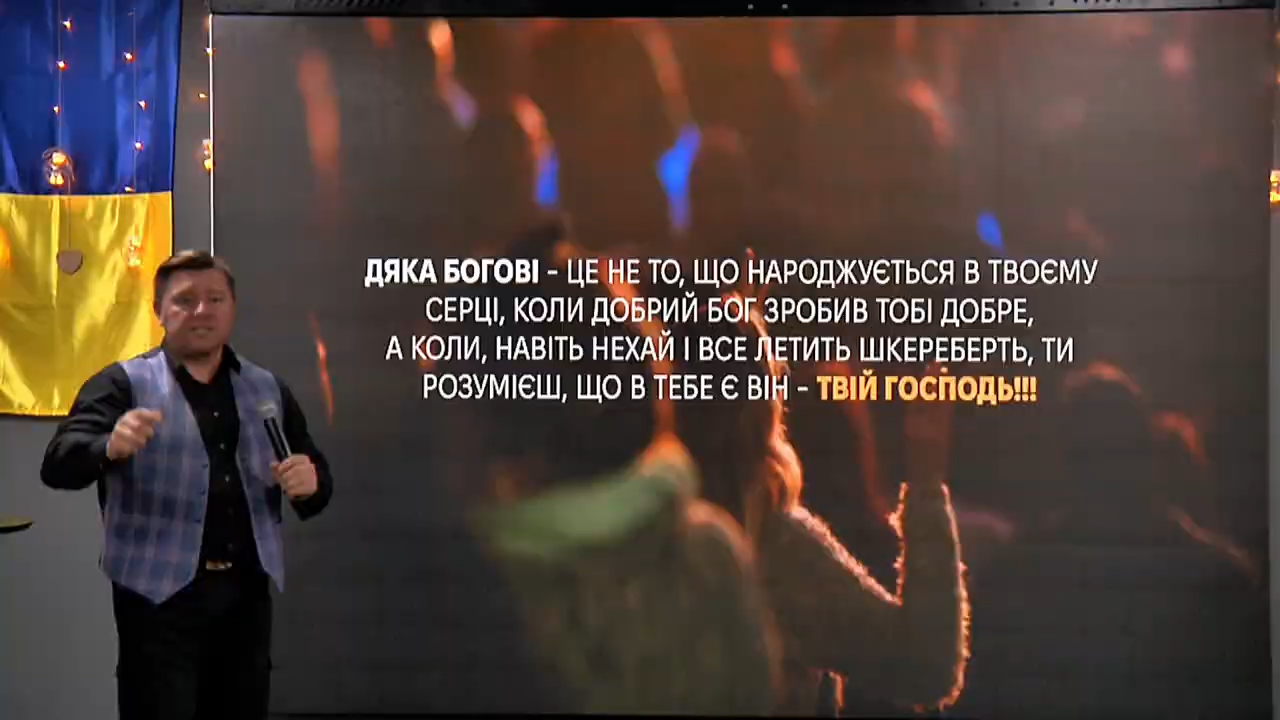 ДЯКА БОГОВІ - ЦЕ НЕ ТО, ЩО НАРОДЖУЄТЬСЯ В ТВОЄМУ
СЕРЦІ, КОЛИ ДОБРИЙ БОГ ЗРОБИВ ТОБІ ДОБРЕ,
А КОЛИ, НАВІТЬ НЕХАЙ І ВСЕ ЛЕТИТЬ ШКЕРЕБЕРТЬ, ТИ
РОЗУМІЄШ, ЩО В ТЕБЕ Є ВІН - ТВІЙ ГОСПОДЬ!!!